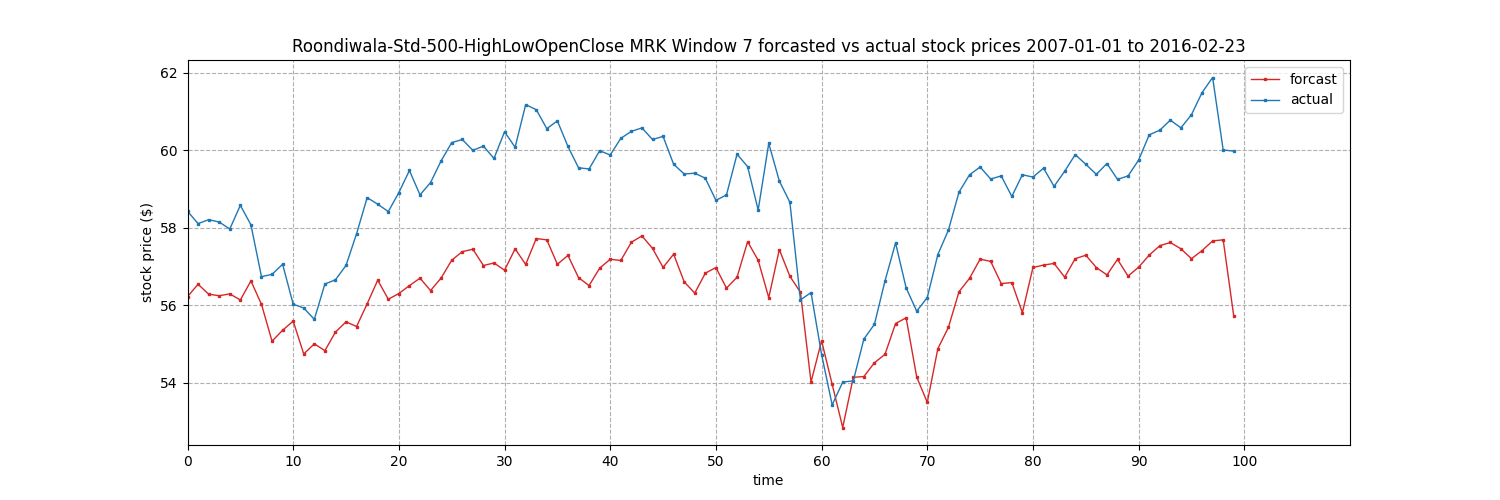 Roondiwala-Std-500-HighLowOpenClose MRK Window 7 forcasted vs actual stock prices 2007-01-01 to 2016-02-23
forcast
actual
stock price ($)
62
60
58
56
54
0 10 20 30 40 50 60 70 80 90 100
time